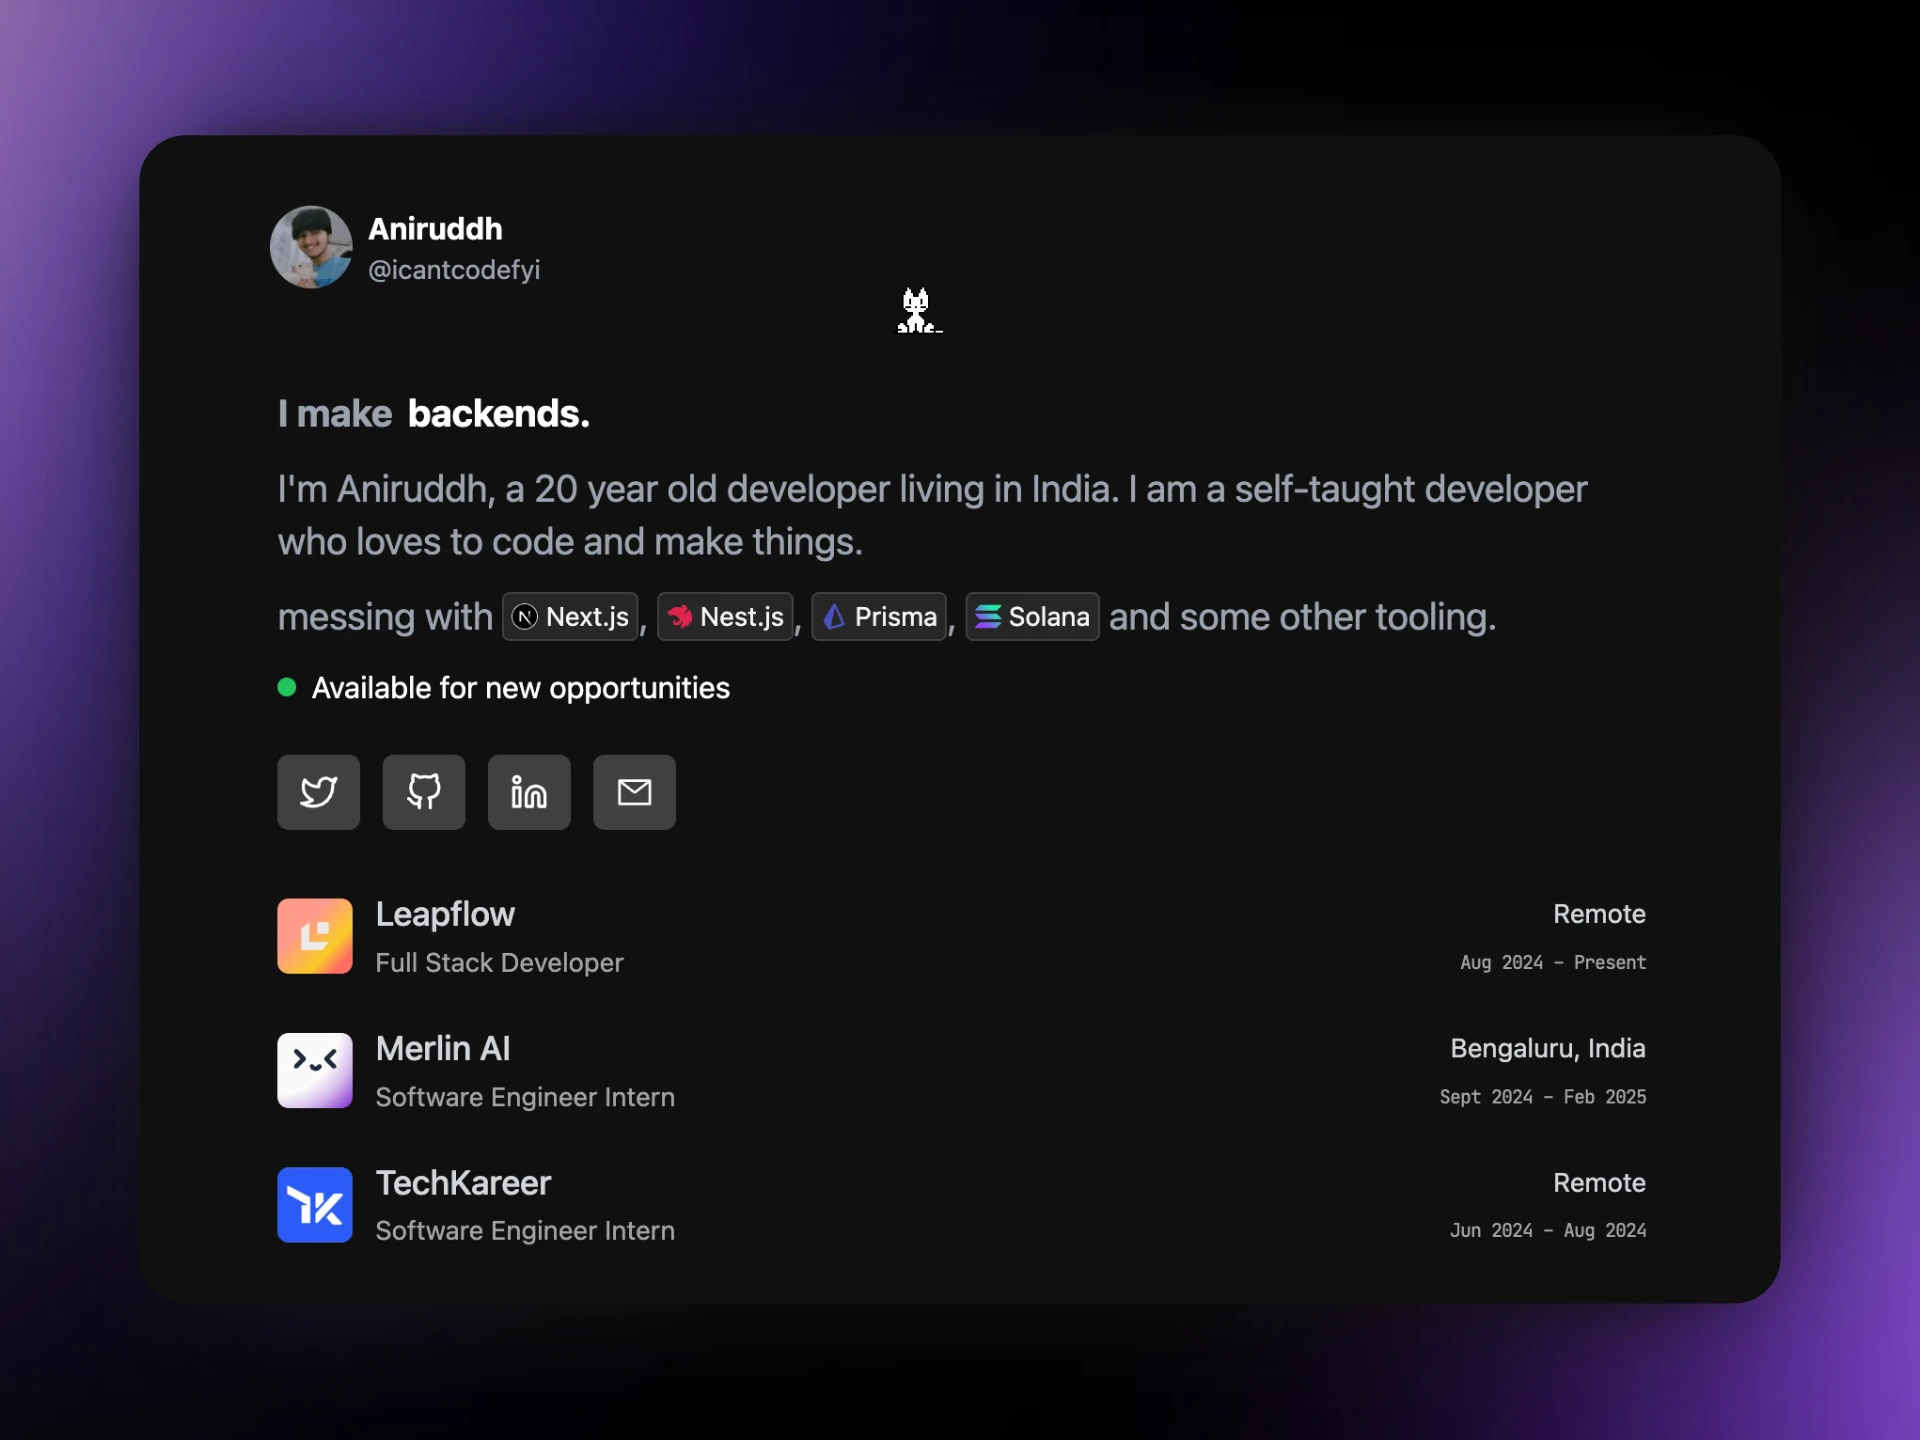 Aniruddh
@icantcodefyi
I make backends.
I'm Aniruddh, a 20 year old developer living in India. I am a self-taught developer
who loves to code and make things.
messing with Next.js, Nest.js, Prisma, Solana and some other tooling.
Available for new opportunities
Leapflow
Remote
Full Stack Developer
Aug 2024 – Present
Merlin AI
Bengaluru, India
Software Engineer Intern
Sept 2024 – Feb 2025
TechKareer
Remote
Software Engineer Intern
Jun 2024 – Aug 2024